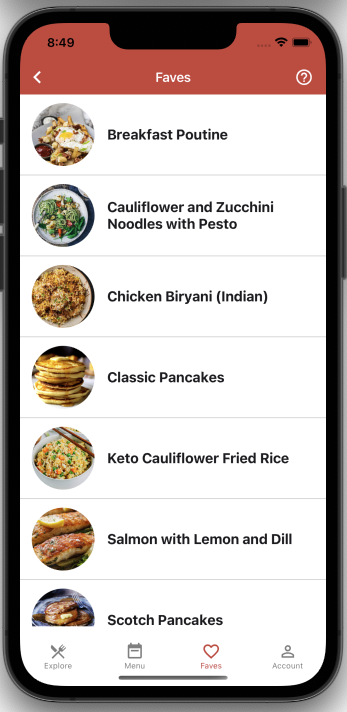 8:49
Faves
Breakfast Poutine
Cauliflower and Zucchini
Noodles with Pesto
Chicken Biryani (Indian)
Classic Pancakes
Keto Cauliflower Fried Rice
Salmon with Lemon and Dill
Scotch Pancakes
Explore Menu Faves Account